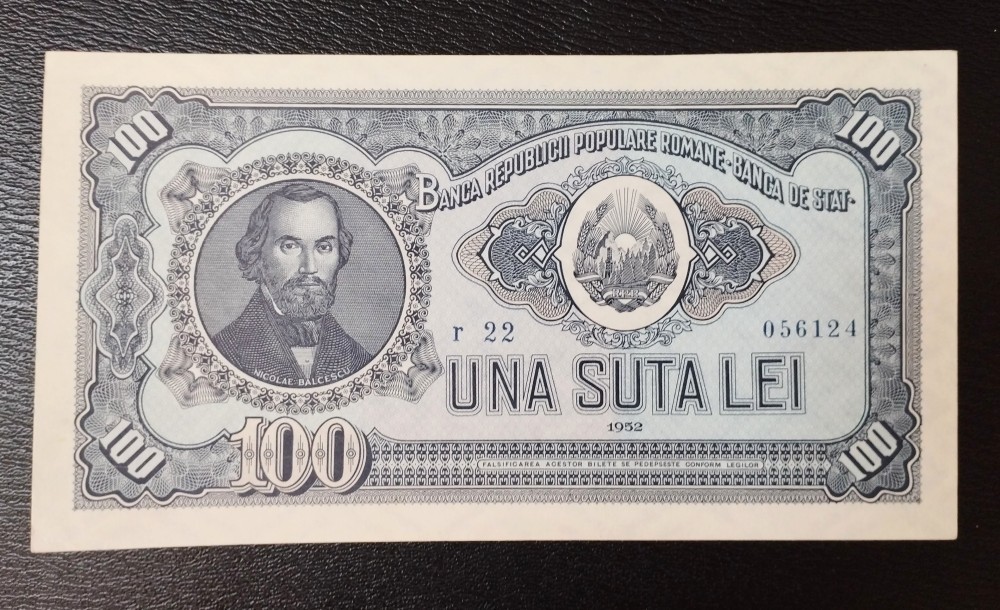 100
100
BANCA REPUBLICII POPULARE ROMANE-BANCA DE STAT-
R.P.R.
r 22
056124
NICOLAE BALCESCU
UNA SUTA LEI
1952
100
100
100
FALSIFICAREA ACESTOR BILETE SE PEDEPSESTE CONFORM LEGILOR